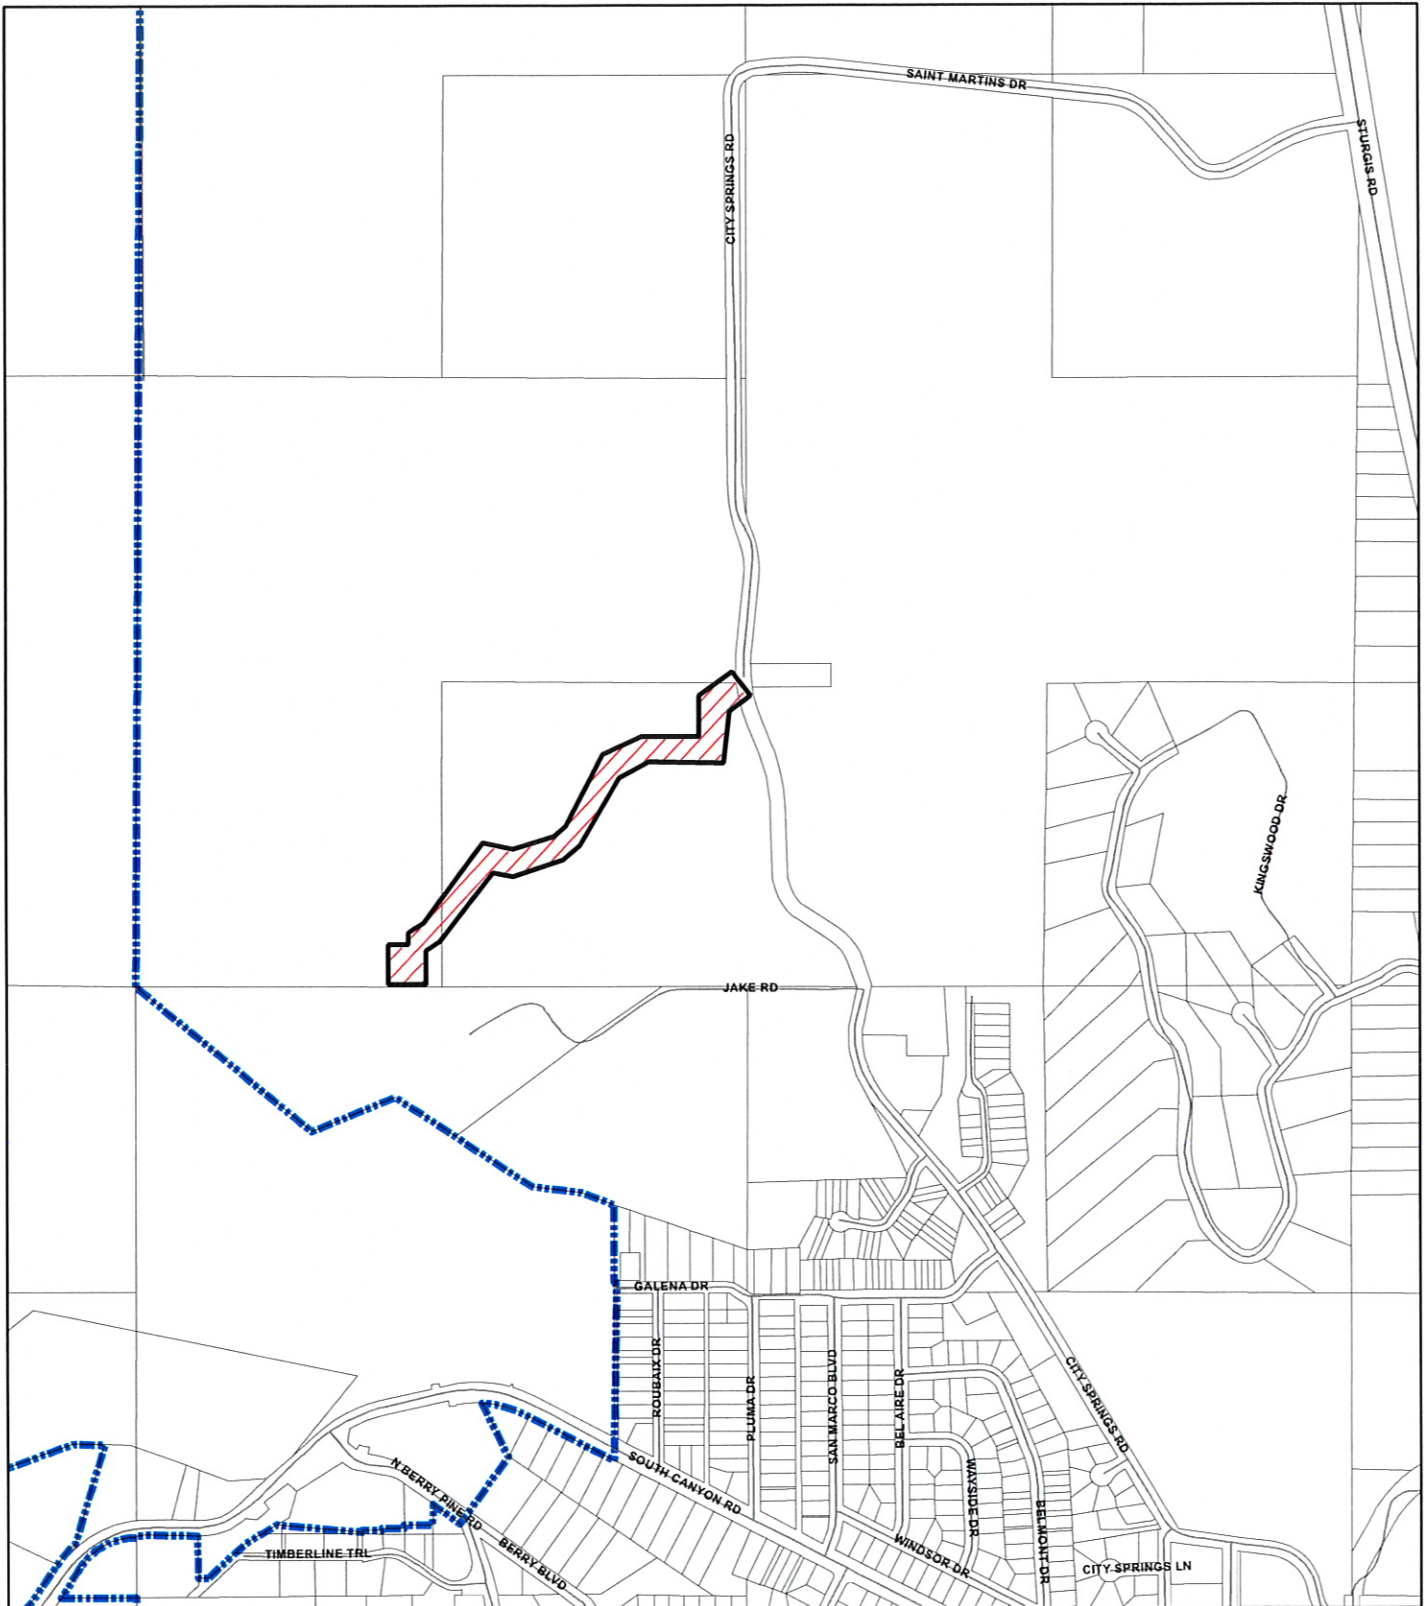 SAINT MARTINS DR
STURGIS RD
CITY SPRINGS RD
KINGSWOOD DR
JAKE RD
GALENA DR
ROUBAIX DR
PLUMA DR
SAN MARCO BLVD
BEL AIRE DR
CITY SPRINGS RD
SOUTH CANYON RD
N BERRY PINE RD
WAYSIDE DR
BELMONT DR
BERRY BLVD
TIMBERLINE TRL
WINDSOR DR
CITY SPRINGS LN